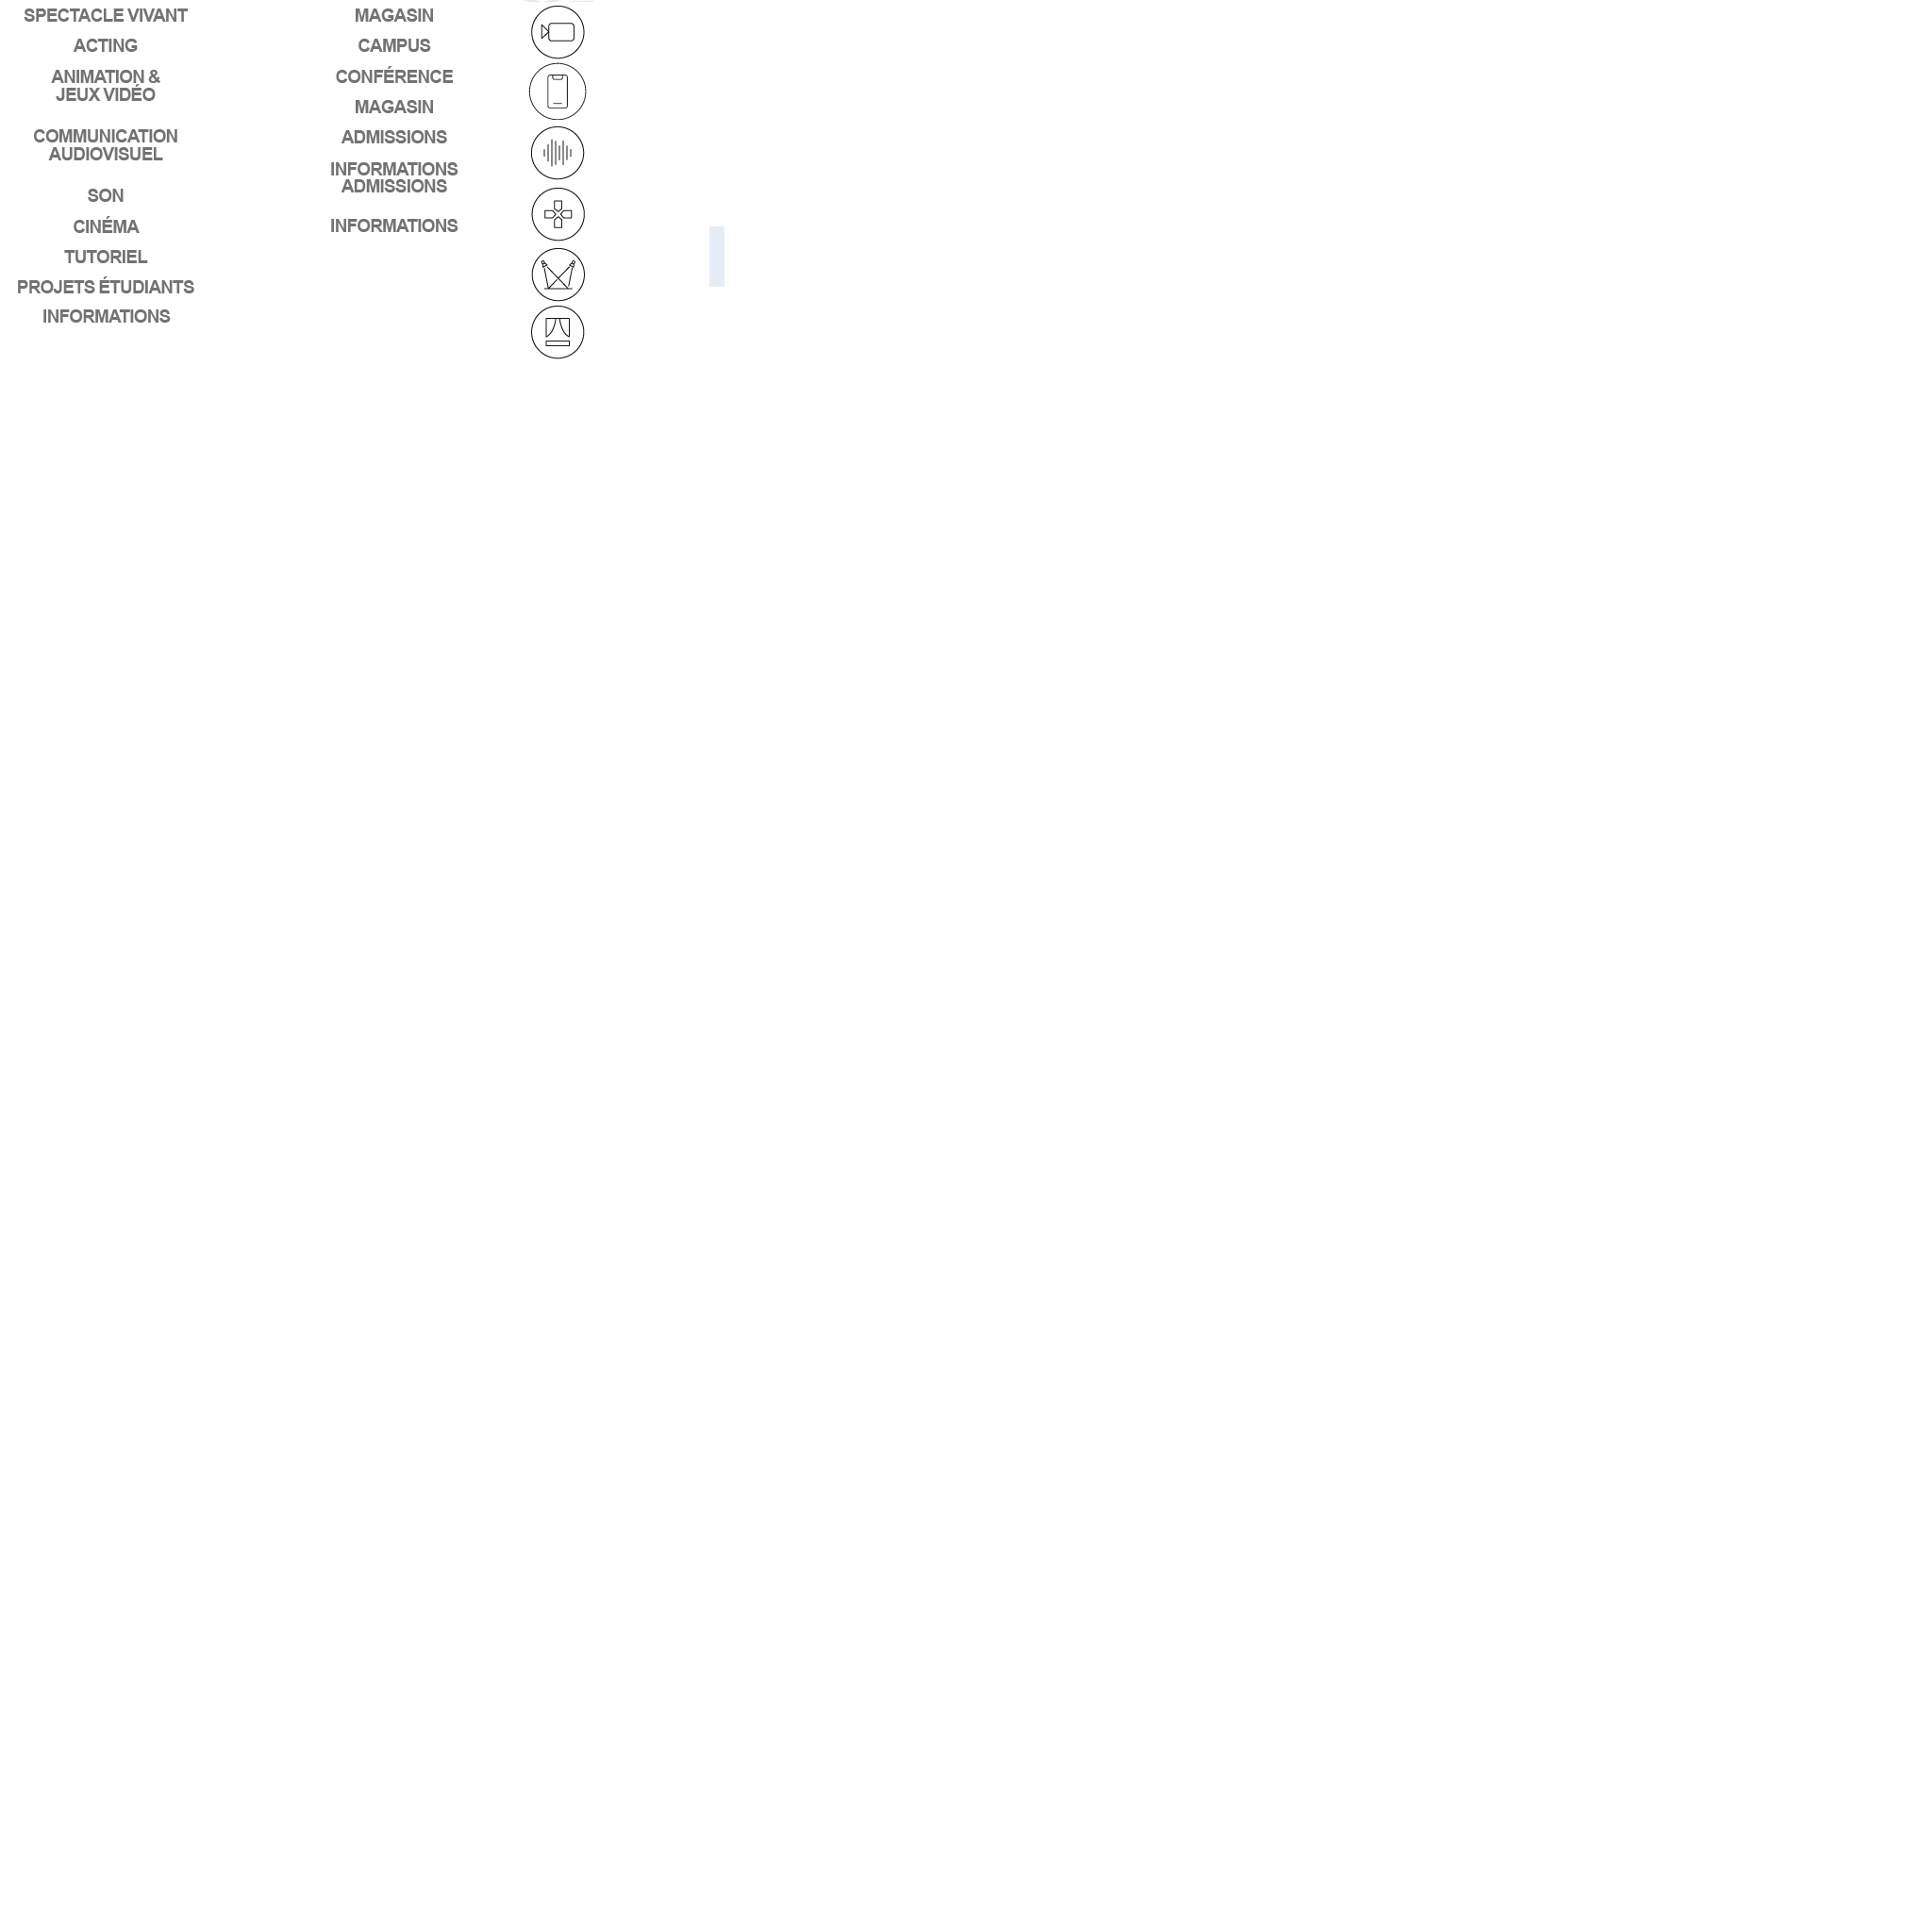 SPECTACLE VIVANT
ACTING
ANIMATION &
JEUX VIDÉO
COMMUNICATION
AUDIOVISUEL
SON
CINÉMA
TUTORIEL
PROJETS ÉTUDIANTS
INFORMATIONS
MAGASIN
CAMPUS
CONFÉRENCE
MAGASIN
ADMISSIONS
INFORMATIONS
ADMISSIONS
INFORMATIONS